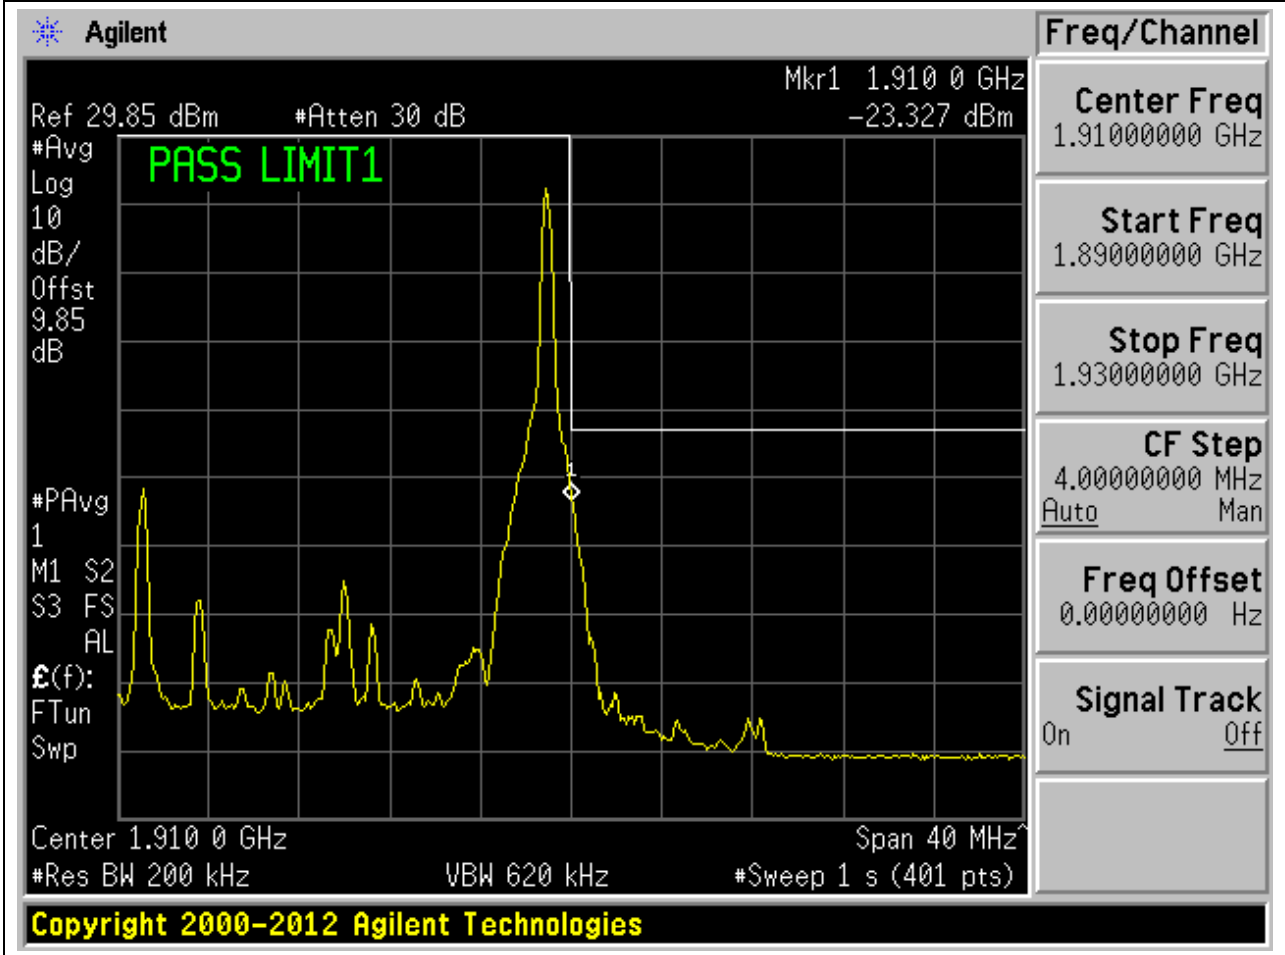 Agilent
Freq/Channel
Mkr1 1.910 0 GHz
Ref 29.85 dBm #Atten 30 dB -23.327 dBm
#Avg
Log
10
dB/
Offst
9.85
dB
PASS LIMIT1
1
#PAvg
1
M1 S2
S3 FS
AL
£(f):
FTun
Swp
Center 1.910 0 GHz Span 40 MHz^
#Res BW 200 kHz VBW 620 kHz #Sweep 1 s (401 pts)
Center Freq
1.91000000 GHz
Start Freq
1.89000000 GHz
Stop Freq
1.93000000 GHz
CF Step
4.00000000 MHz
Auto Man
Freq Offset
0.00000000 Hz
Signal Track
On Off
Copyright 2000-2012 Agilent Technologies